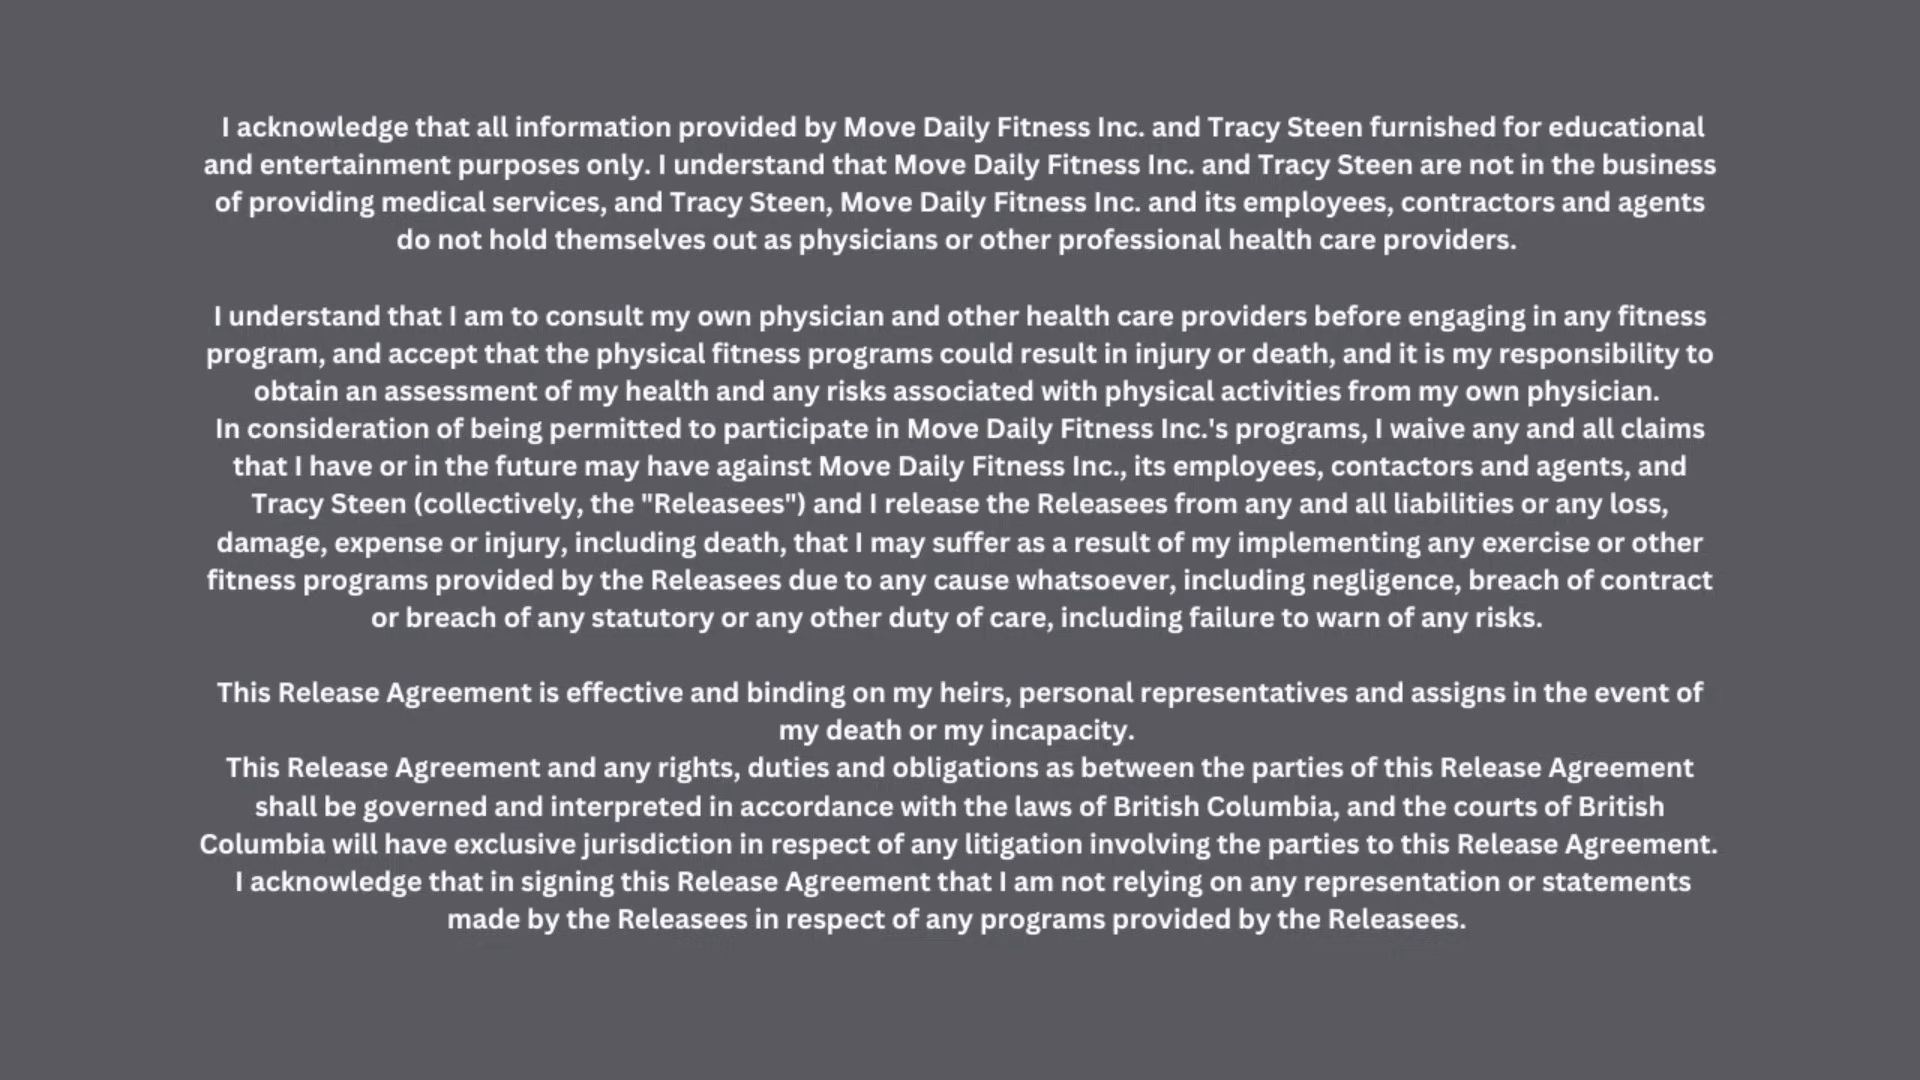 I acknowledge that all information provided by Move Daily Fitness Inc. and Tracy Steen furnished for educational
and entertainment purposes only. I understand that Move Daily Fitness Inc. and Tracy Steen are not in the business
of providing medical services, and Tracy Steen, Move Daily Fitness Inc. and its employees, contractors and agents
do not hold themselves out as physicians or other professional health care providers.
I understand that I am to consult my own physician and other health care providers before engaging in any fitness
program, and accept that the physical fitness programs could result in injury or death, and it is my responsibility to
obtain an assessment of my health and any risks associated with physical activities from my own physician.
In consideration of being permitted to participate in Move Daily Fitness Inc.'s programs, I waive any and all claims
that I have or in the future may have against Move Daily Fitness Inc., its employees, contactors and agents, and
Tracy Steen (collectively, the "Releasees") and I release the Releasees from any and all liabilities or any loss,
damage, expense or injury, including death, that I may suffer as a result of my implementing any exercise or other
fitness programs provided by the Releasees due to any cause whatsoever, including negligence, breach of contract
or breach of any statutory or any other duty of care, including failure to warn of any risks.
This Release Agreement is effective and binding on my heirs, personal representatives and assigns in the event of
my death or my incapacity.
This Release Agreement and any rights, duties and obligations as between the parties of this Release Agreement
shall be governed and interpreted in accordance with the laws of British Columbia, and the courts of British
Columbia will have exclusive jurisdiction in respect of any litigation involving the parties to this Release Agreement.
I acknowledge that in signing this Release Agreement that I am not relying on any representation or statements
made by the Releasees in respect of any programs provided by the Releasees.